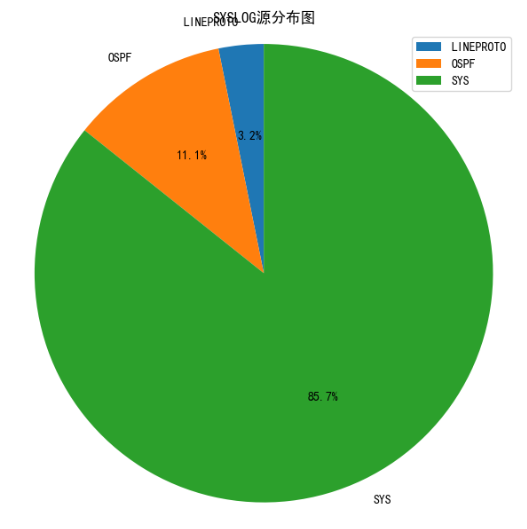 SYSLOG源分布图
LINEPROTO
OSPF
LINEPROTO
OSPF
SYS
3.2%
11.1%
85.7%
SYS